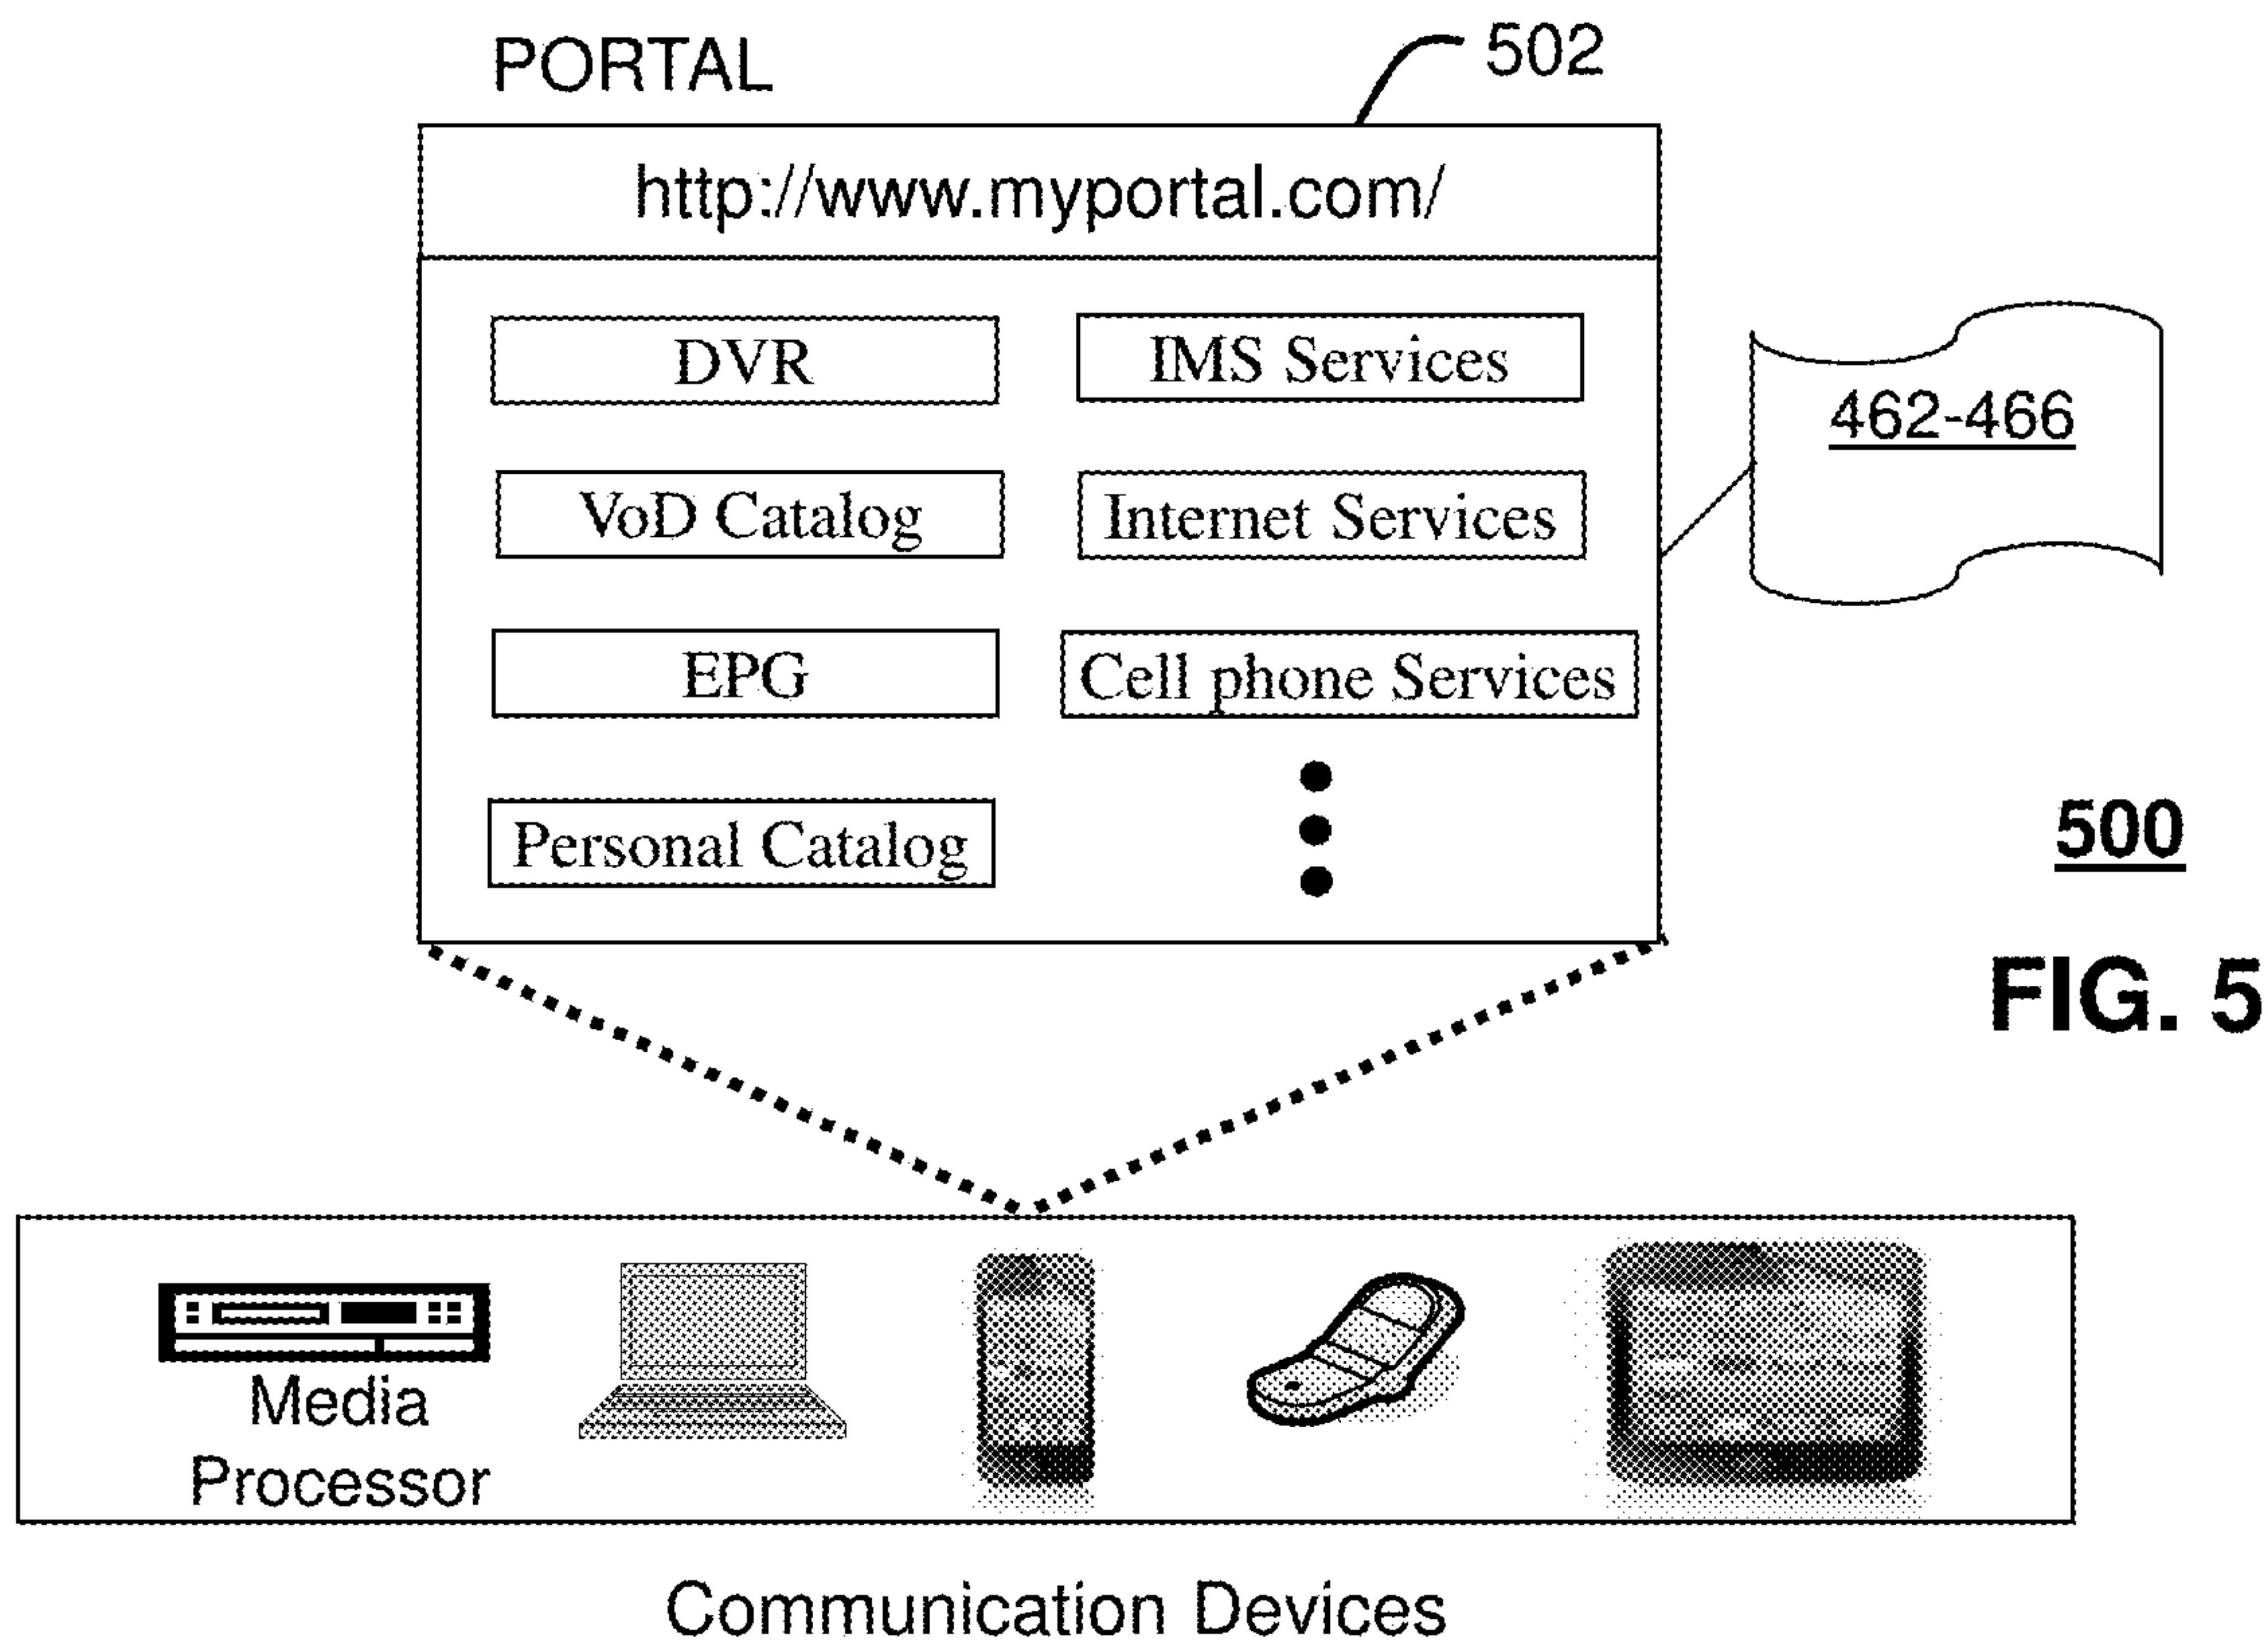 PORTAL
502
http://www.myportal.com/
DVR
IMS Services
462-466
VoD Catalog
Internet Services
EPG
Cell phone Services
Personal Catalog
500
FIG. 5
Media
Processor
Communication Devices